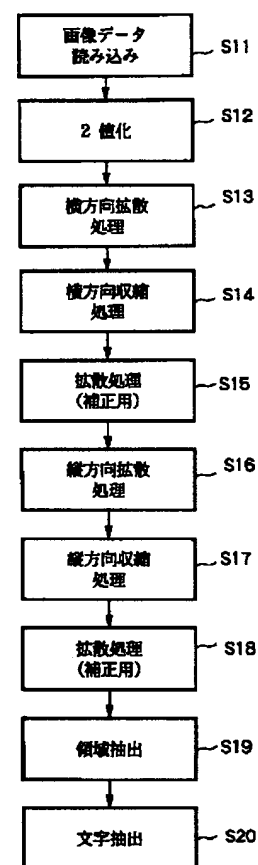 画像データ
読み込み
S11
2 値化
S12
横方向拡散
処理
S13
横方向収縮
処理
S14
拡散処理
(補正用)
S15
縦方向拡散
処理
S16
縦方向収縮
処理
S17
拡散処理
(補正用)
S18
領域抽出
S19
文字抽出
S20